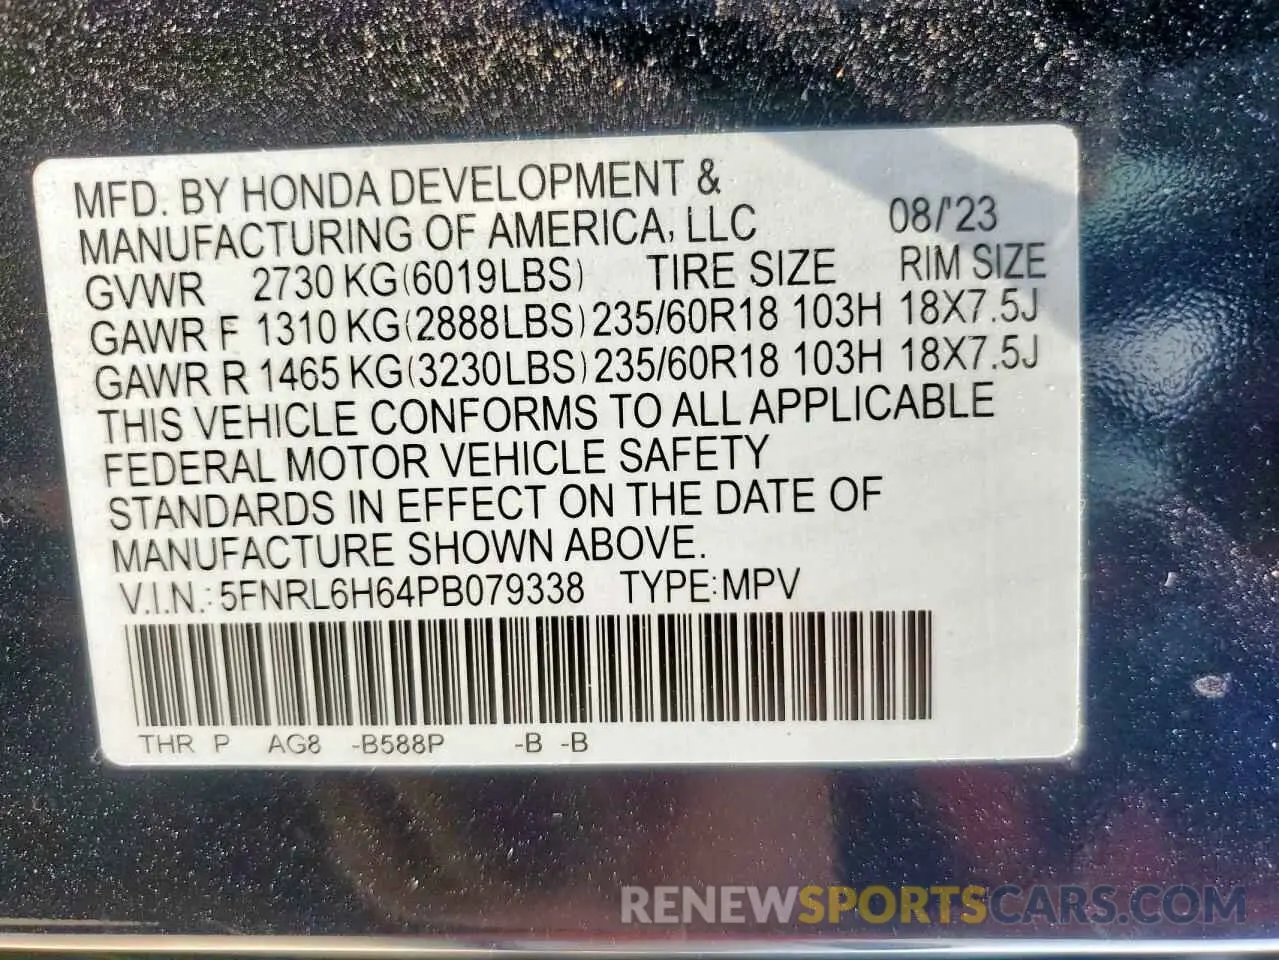 MFD. BY HONDA DEVELOPMENT &
MANUFACTURING OF AMERICA, LLC 08/'23
GVWR 2730 KG(6019LBS) TIRE SIZE RIM SIZE
GAWR F 1310 KG(2888LBS) 235/60R18 103H 18X7.5J
GAWR R 1465 KG(3230LBS) 235/60R18 103H 18X7.5J
THIS VEHICLE CONFORMS TO ALL APPLICABLE
FEDERAL MOTOR VEHICLE SAFETY
STANDARDS IN EFFECT ON THE DATE OF
MANUFACTURE SHOWN ABOVE.
V.I.N.: 5FNRL6H64PB079338 TYPE:MPV
THR P AG8 -B588P -B -B
RENEWSPORTSCARS.COM